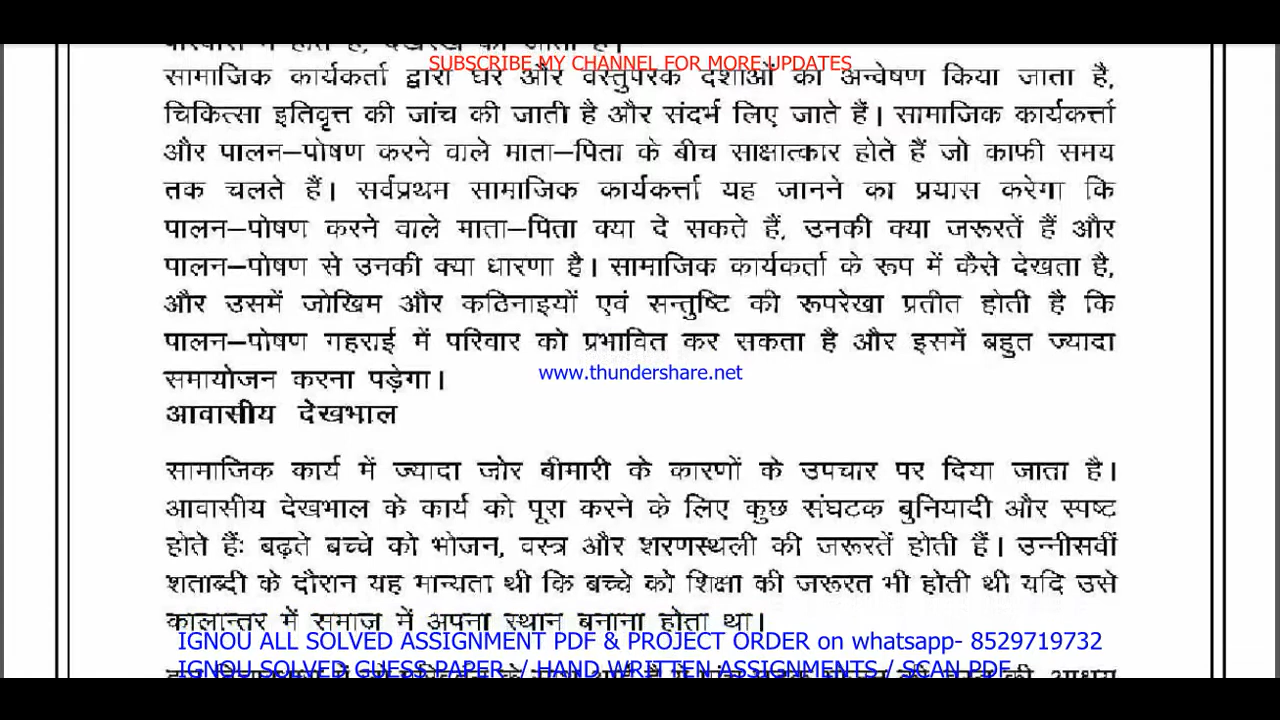 SUBSCRIBE MY CHANNEL FOR MORE UPDATES
सामाजिक कार्यकर्ता द्वारा घर और वस्तुपरक दशाओं का अन्वेषण किया जाता है,
चिकित्सा इतिवृत्त की जांच की जाती है और संदर्भ लिए जाते हैं। सामाजिक कार्यकर्त्ता
और पालन–पोषण करने वाले माता–पिता के बीच साक्षात्कार होते हैं जो काफी समय
तक चलते हैं। सर्वप्रथम सामाजिक कार्यकर्त्ता यह जानने का प्रयास करेगा कि
पालन–पोषण करने वाले माता–पिता क्या दे सकते हैं, उनकी क्या जरूरतें हैं और
पालन–पोषण से उनकी क्या धारणा है। सामाजिक कार्यकर्ता के रूप में कैसे देखता है,
और उसमें जोखिम और कठिनाइयों एवं सन्तुष्टि की रूपरेखा प्रतीत होती है कि
पालन–पोषण गहराई में परिवार को प्रभावित कर सकता है और इसमें बहुत ज्यादा
www.thundershare.net
समायोजन करना पड़ेगा।
आवासीय देखभाल
सामाजिक कार्य में ज्यादा जोर बीमारी के कारणों के उपचार पर दिया जाता है।
आवासीय देखभाल के कार्य को पूरा करने के लिए कुछ संघटक बुनियादी और स्पष्ट
होते हैंः बढ़ते बच्चे को भोजन, वस्त्र और शरणस्थली की जरूरतें होती हैं। उन्नीसवीं
शताब्दी के दौरान यह मान्यता थी कि बच्चे को शिक्षा की जरूरत भी होती थी यदि उसे
कालान्तर में समाज में अपना स्थान बनाना होता था।
IGNOU ALL SOLVED ASSIGNMENT PDF & PROJECT ORDER on whatsapp- 8529719732
IGNOU SOLVED GUESS PAPER / HAND WRITTEN ASSIGNMENTS / SCAN PDF